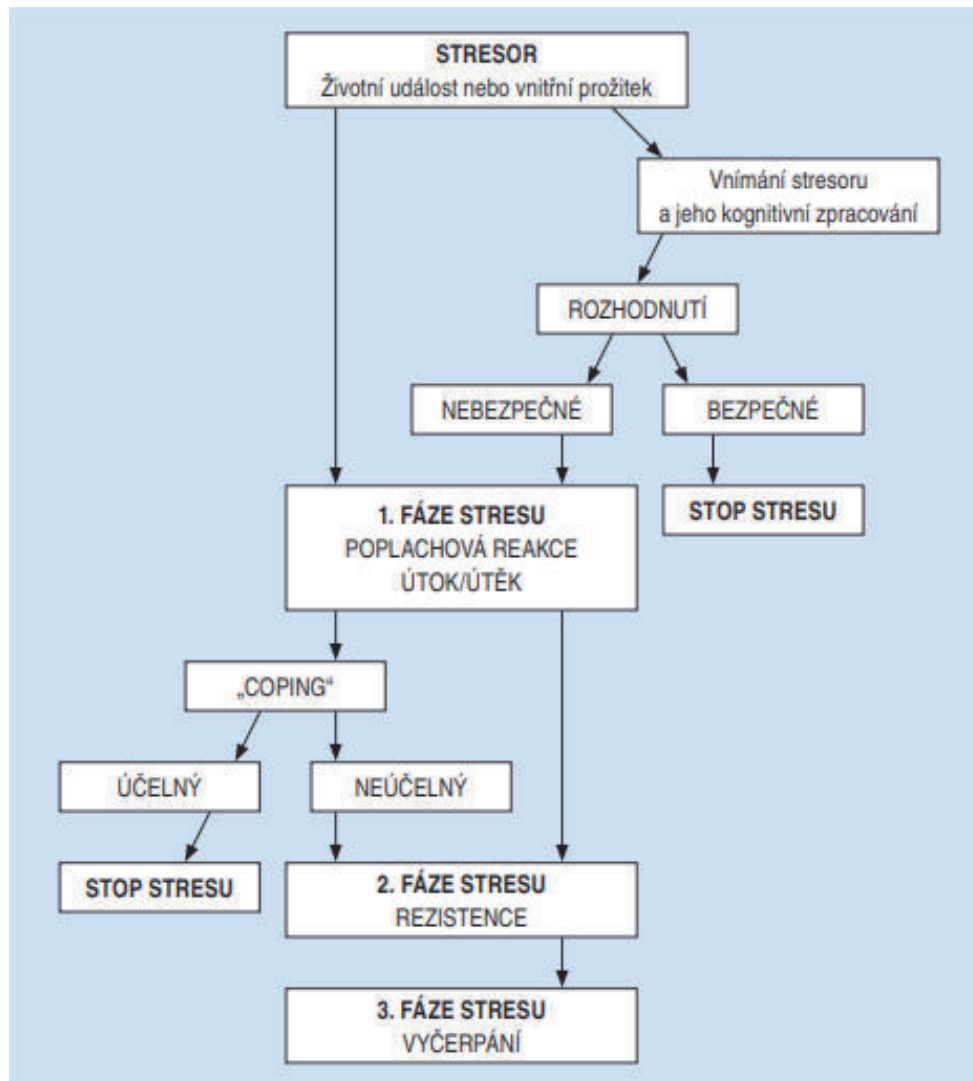 STRESOR
Životní událost nebo vnitřní prožitek
Vnímání stresoru
a jeho kognitivní zpracování
ROZHODNUTÍ
NEBEZPEČNÉ
BEZPEČNÉ
1. FÁZE STRESU
POPLACHOVÁ REAKCE
ÚTOK/ÚTĚK
STOP STRESU
„COPING“
ÚČELNÝ
NEÚČELNÝ
STOP STRESU
2. FÁZE STRESU
REZISTENCE
3. FÁZE STRESU
VYČERPÁNÍ